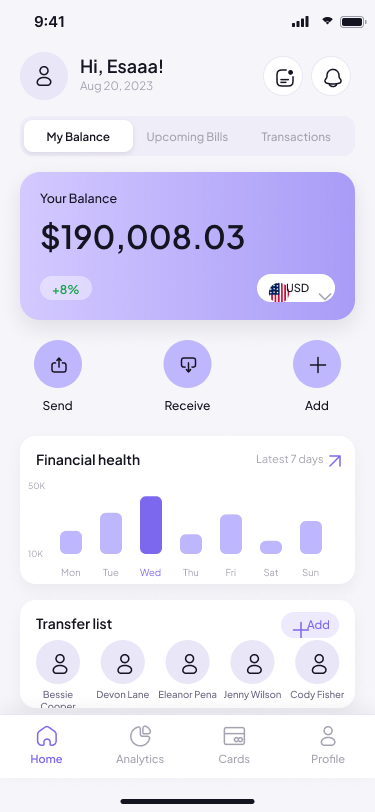 9:41
Hi, Esaaa!
Aug 20, 2023
My Balance
Upcoming Bills
Transactions
Your Balance
$190,008.03
+8%
USD
Send
Receive
Add
Financial health
Latest 7 days
50K
10K
Mon
Tue
Wed
Thu
Fri
Sat
Sun
Transfer list
Add
Bessie
Cooper
Devon Lane
Eleanor Pena
Jenny Wilson
Cody Fisher
Home
Analytics
Cards
Profile